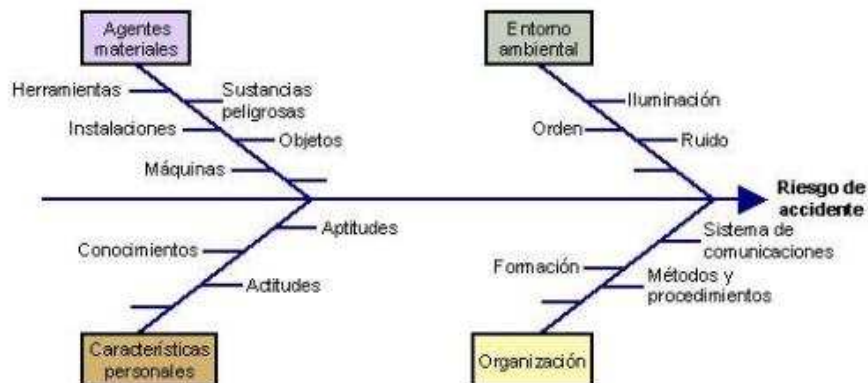 Agentes
materiales
Entorno
ambiental
Herramientas
Sustancias
peligrosas
Iluminación
Instalaciones
Objetos
Orden
Ruido
Máquinas
Riesgo de
accidente
Aptitudes
Sistema de
comunicaciones
Conocimientos
Formación
Métodos y
procedimientos
Actitudes
Características
personales
Organización